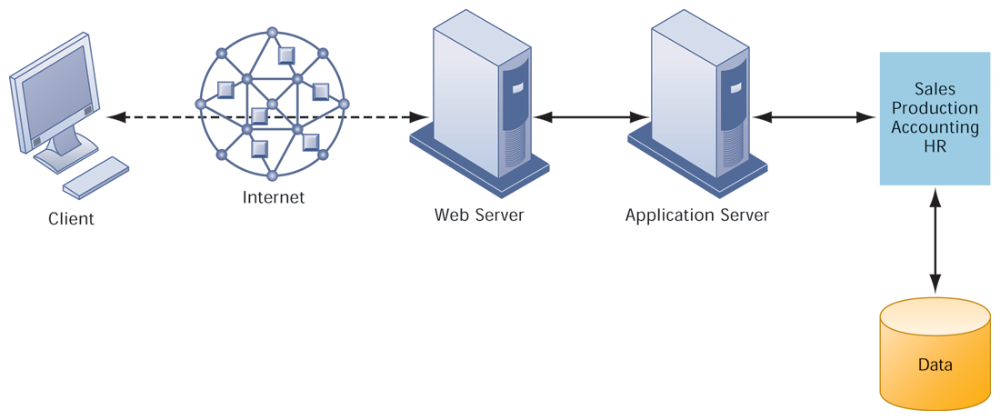 Client
Internet
Web Server
Application Server
Sales
Production
Accounting
HR
Data